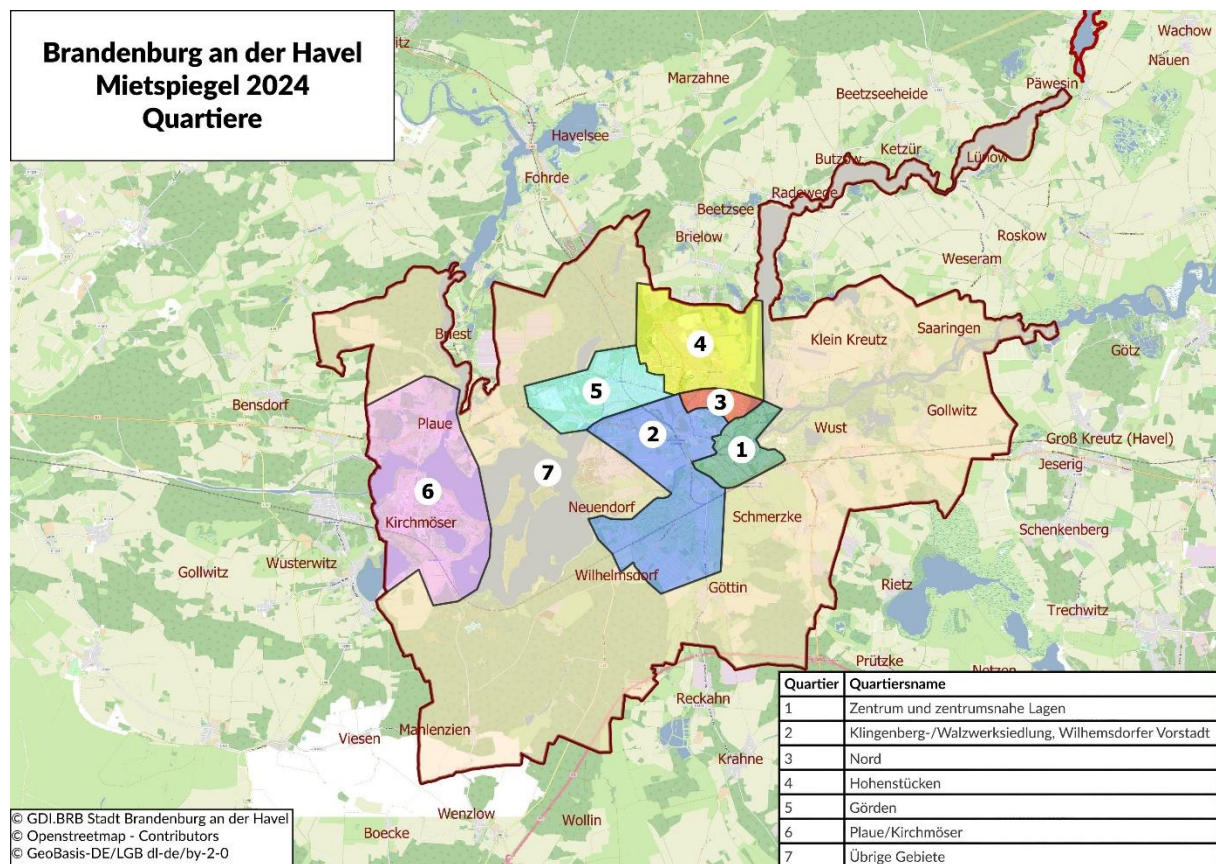 Brandenburg an der Havel
Mietspiegel 2024
Quartiere
Wachow
Nauen
Marzahne
Päwesin
Beetzseeheide
Havelsee
Ketzür
Butzow
Lünow
Fohrde
Radewege
Beetzsee
Brielow
Roskow
Weseram
Briest
Saaringen
Klein Kreutz
4
Götz
5
Bensdorf
3
Gollwitz
Plaue
2
Wust
Groß Kreutz (Havel)
1
Jeserig
7
6
Neuendorf
Kirchmöser
Schmerzke
Schenkenberg
Wusterwitz
Gollwitz
Wilhelmsdorf
Göttin
Rietz
Trechwitz
Prützke
Netzen
Reckahn
Mahlenzien
Viesen
Krahne
Wenzlow
Wollin
Boecke
Quartier Quartiersname
1 Zentrum und zentrumsnahe Lagen
2 Klingenberg-/Walzwerksiedlung, Wilhemsdorfer Vorstadt
3 Nord
4 Hohenstücken
5 Görden
6 Plaue/Kirchmöser
7 Übrige Gebiete
© GDI.BRB Stadt Brandenburg an der Havel
© Openstreetmap - Contributors
© GeoBasis-DE/LGB dl-de/by-2-0